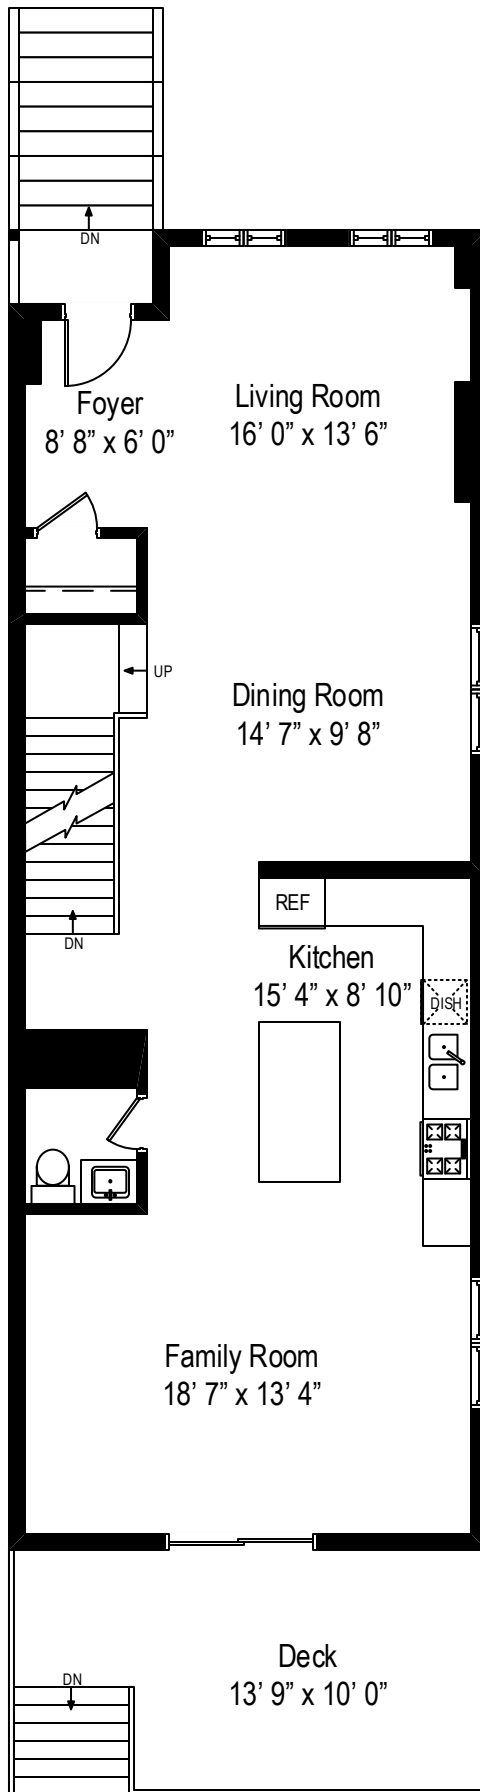 DN
Foyer
8’ 8” x 6’ 0”
Living Room
16’ 0” x 13’ 6”
UP
Dining Room
14’ 7” x 9’ 8”
REF
DN
Kitchen
15’ 4” x 8’ 10”
DISH
Family Room
18’ 7” x 13’ 4”
Deck
13’ 9” x 10’ 0”
DN